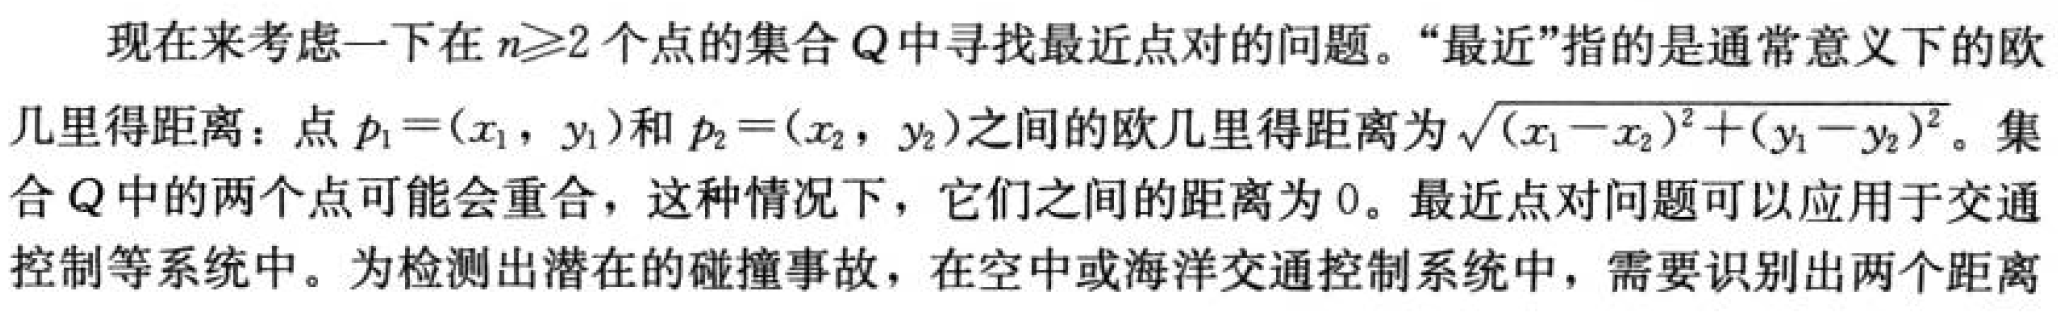 现在来考虑一下在 n≥2 个点的集合 Q 中寻找最近点对的问题。“最近”指的是通常意义下的欧
几里得距离：点 p₁=(x₁, y₁)和 p₂=(x₂, y₂)之间的欧几里得距离为√((x₁-x₂)²+(y₁-y₂)²)。集
合 Q 中的两个点可能会重合，这种情况下，它们之间的距离为 0。最近点对问题可以应用于交通
控制等系统中。为检测出潜在的碰撞事故，在空中或海洋交通控制系统中，需要识别出两个距离